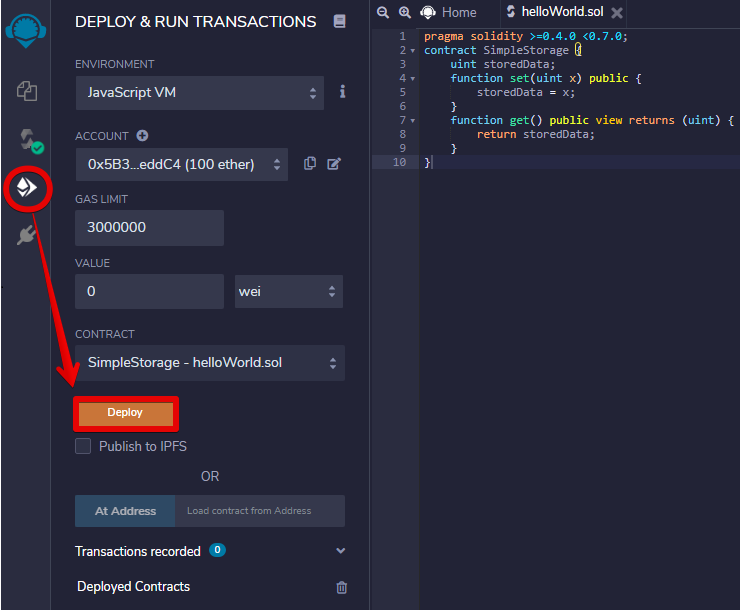 DEPLOY & RUN TRANSACTIONS
ENVIRONMENT
JavaScript VM
i
ACCOUNT
0x5B3...eddC4 (100 ether)
GAS LIMIT
3000000
VALUE
0
wei
CONTRACT
SimpleStorage - helloWorld.sol
Deploy
Publish to IPFS
OR
At Address
Load contract from Address
Transactions recorded 0
Deployed Contracts
Home
helloWorld.sol
1 pragma solidity >=0.4.0 <0.7.0;
2 contract SimpleStorage {
3 uint storedData;
4 function set(uint x) public {
5 storedData = x;
6 }
7 function get() public view returns (uint) {
8 return storedData;
9 }
10 }